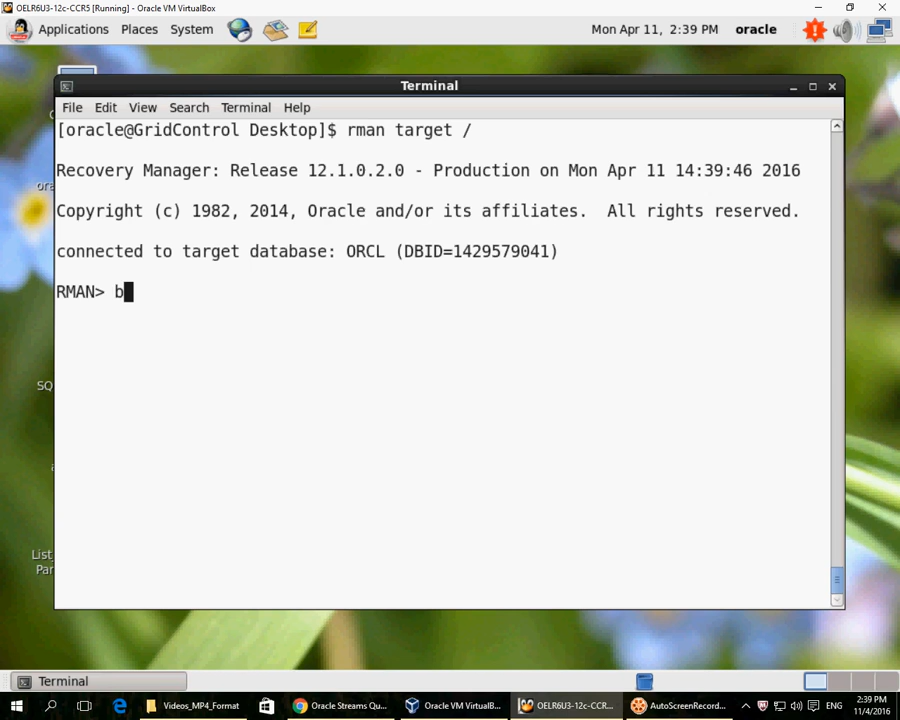 OELR6U3-12c-CCR5 [Running] - Oracle VM VirtualBox
Applications Places System Mon Apr 11, 2:39 PM oracle
Terminal
File Edit View Search Terminal Help
[oracle@GridControl Desktop]$ rman target /
Recovery Manager: Release 12.1.0.2.0 - Production on Mon Apr 11 14:39:46 2016
Copyright (c) 1982, 2014, Oracle and/or its affiliates.  All rights reserved.
connected to target database: ORCL (DBID=1429579041)
RMAN> b
ora
SQ
a
List
Par
Terminal
Videos_MP4_Format Oracle Streams Qu... Oracle VM VirtualB... OELR6U3-12c-CCR... AutoScreenRecord... ENG 2:39 PM
11/4/2016